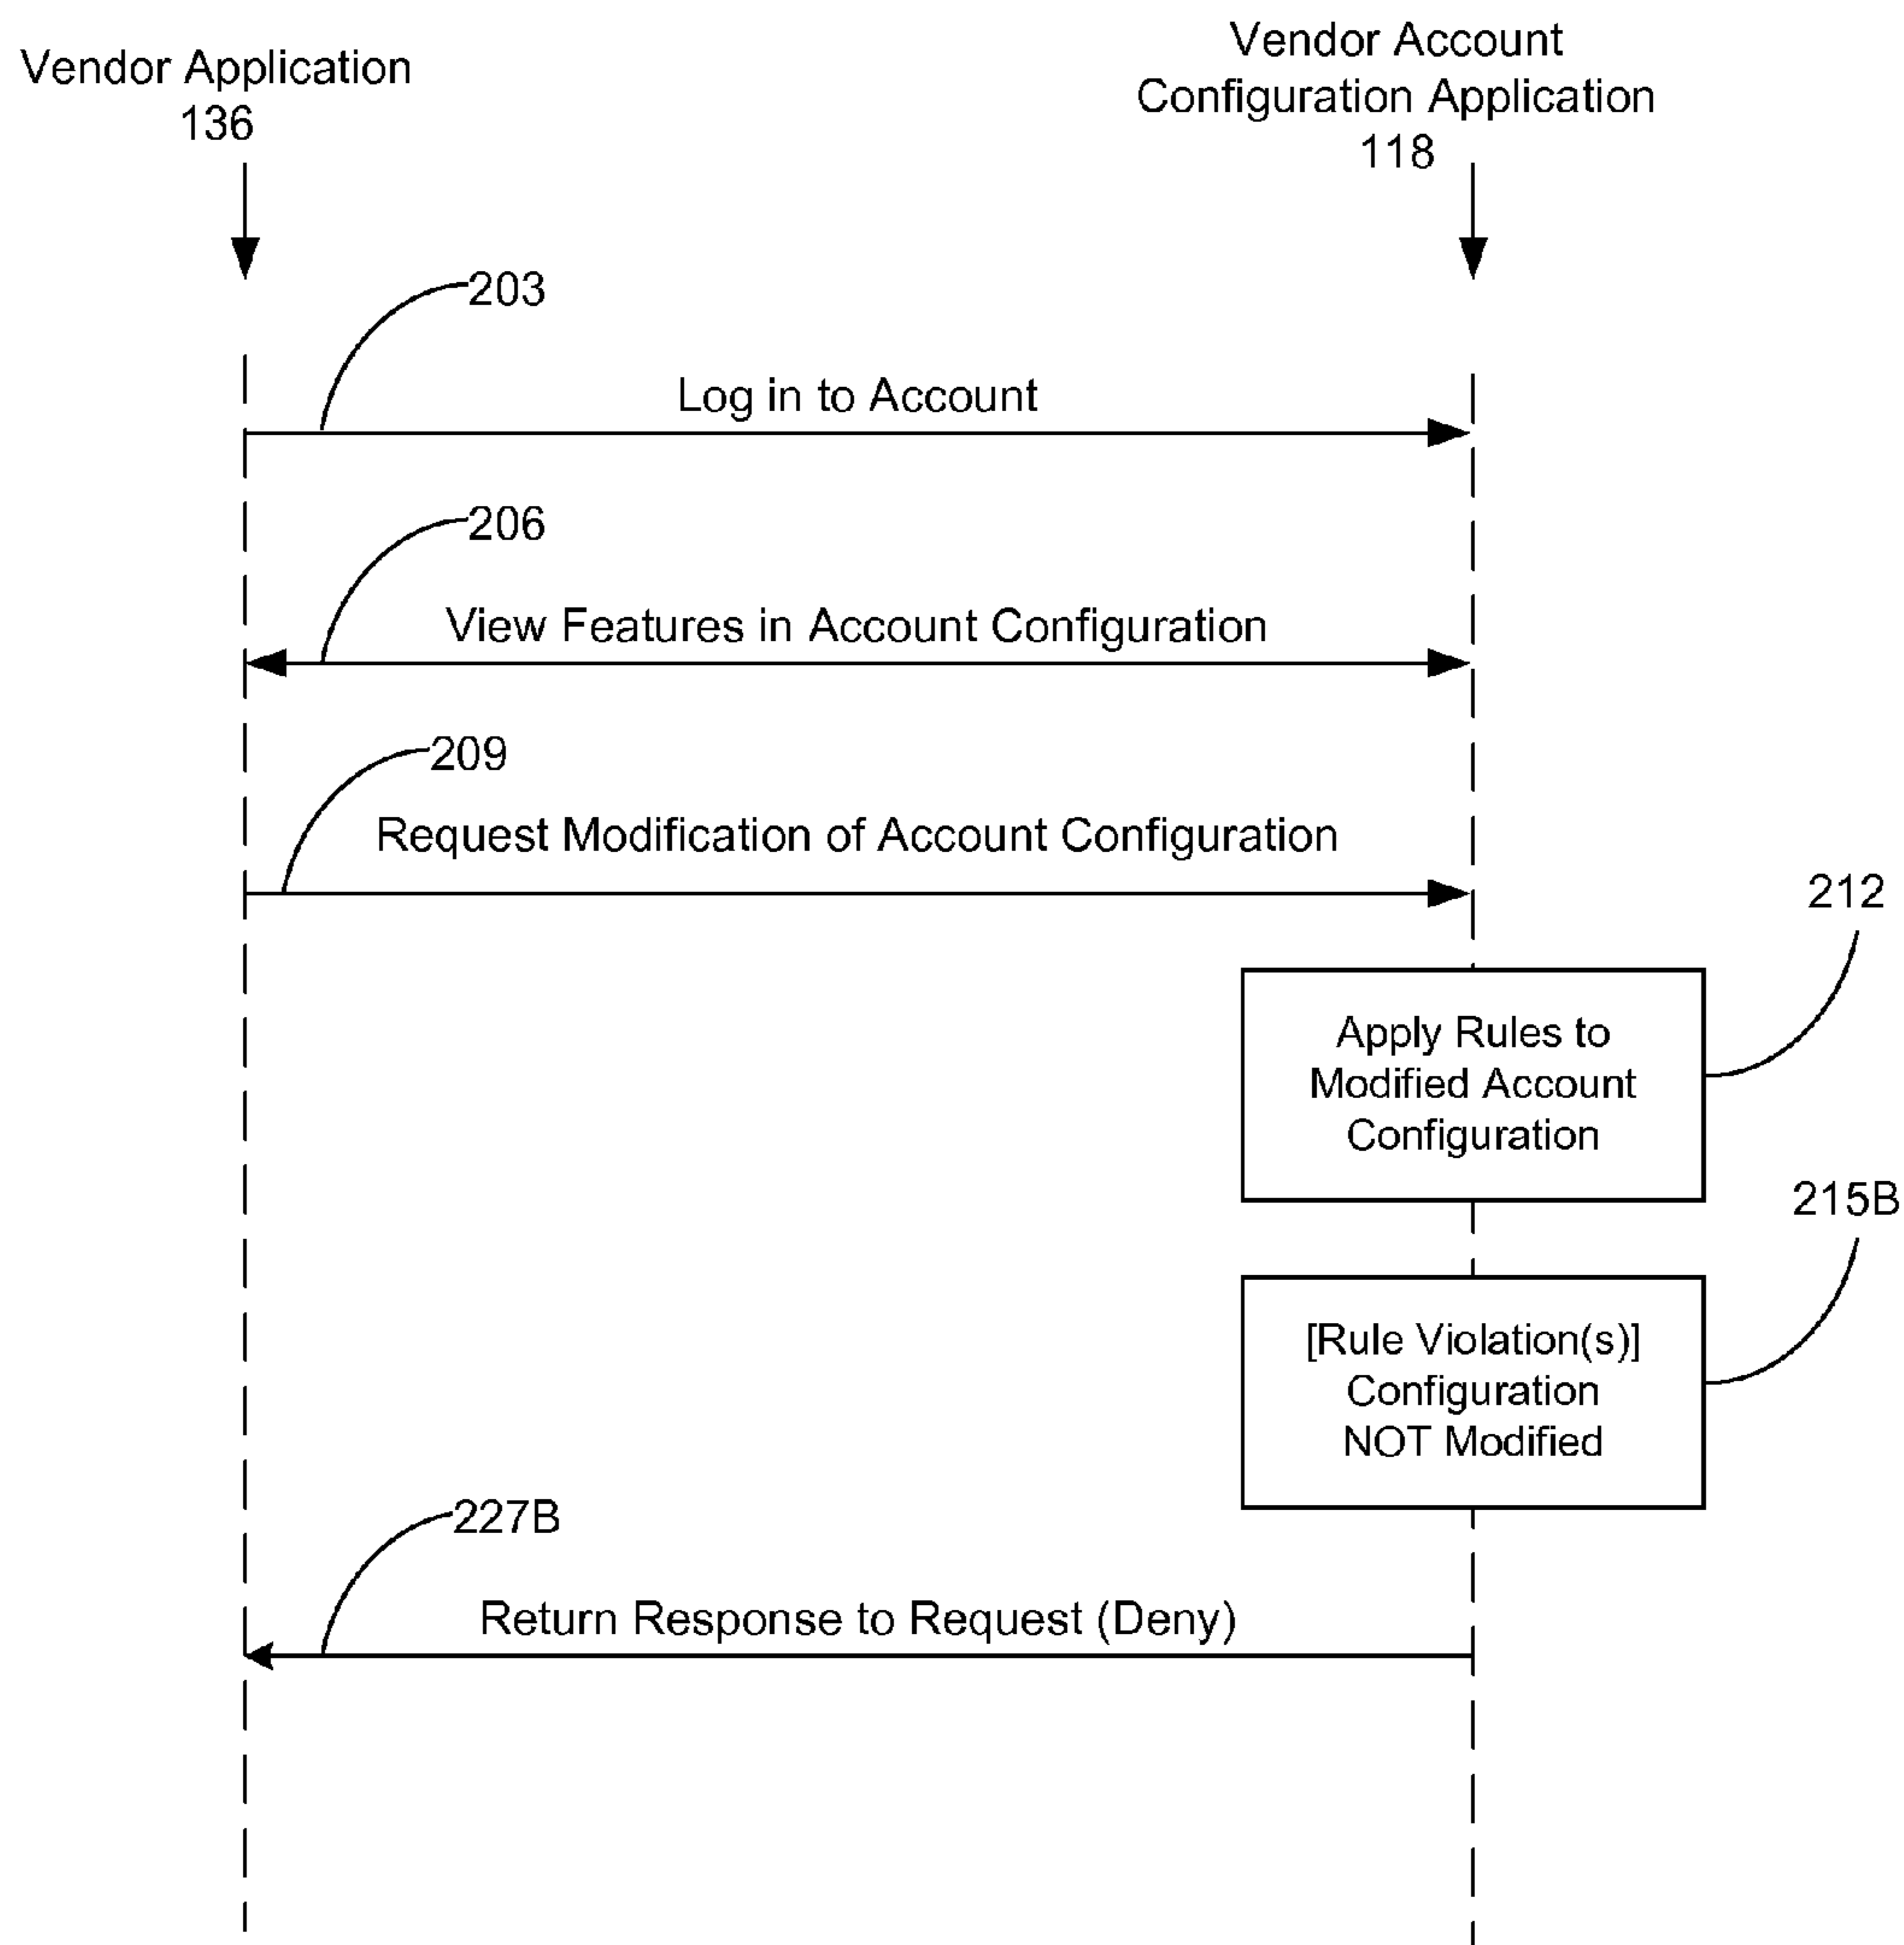 Vendor Application
136
Vendor Account
Configuration Application
118
203
Log in to Account
206
View Features in Account Configuration
209
Request Modification of Account Configuration
212
Apply Rules to
Modified Account
Configuration
215B
[Rule Violation(s)]
Configuration
NOT Modified
227B
Return Response to Request (Deny)